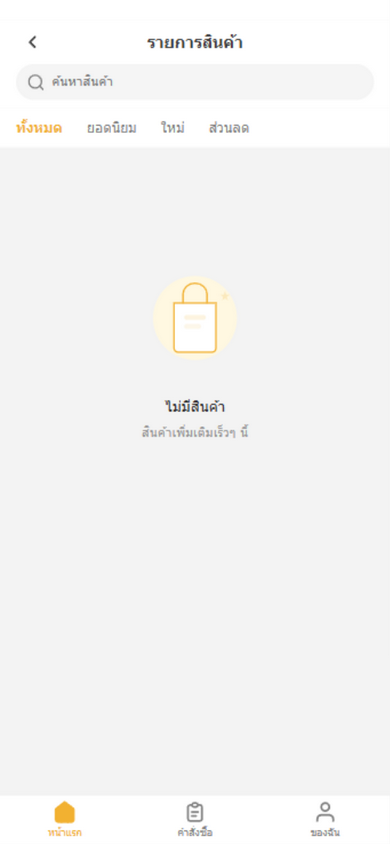 รายการสินค้า
ค้นหาสินค้า
ทั้งหมด ยอดนิยม ใหม่ ส่วนลด
ไม่มีสินค้า
สินค้าเพิ่มเติมเร็วๆ นี้
หน้าแรก คำสั่งซื้อ ของฉัน